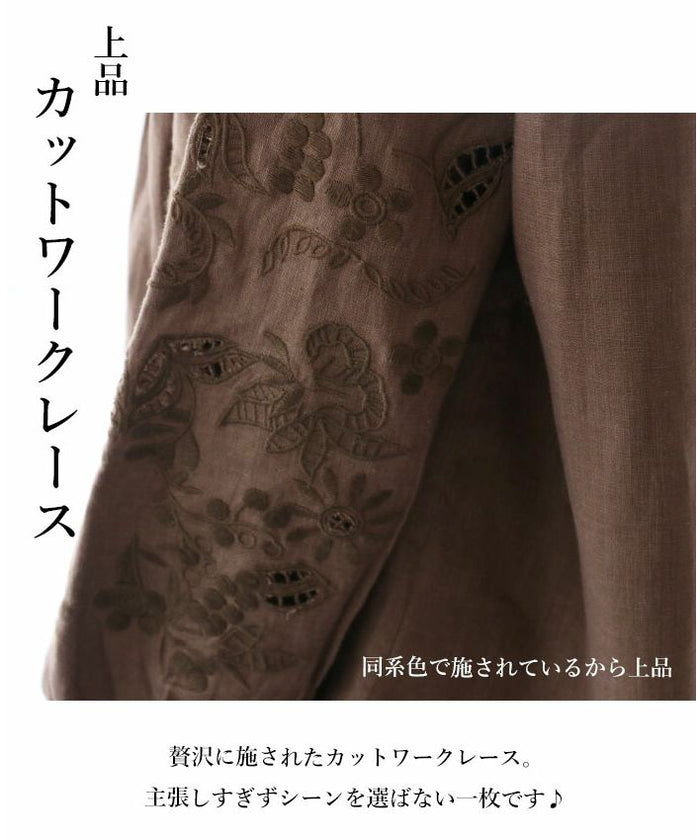 上品
カットワークレース
同系色で施されているから上品
贅沢に施されたカットワークレース。
主張しすぎずシーンを選ばない一枚です♪